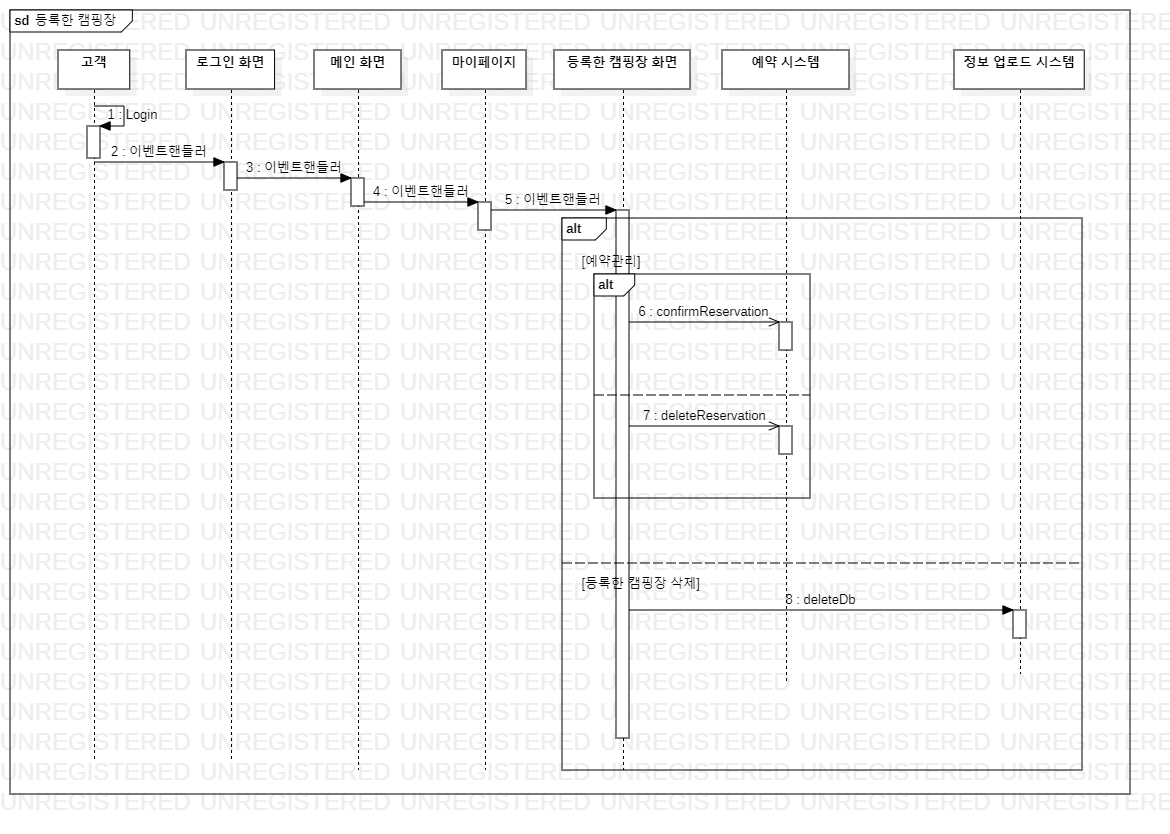 sd 등록한 캠핑장
고객
로그인 화면
메인 화면
마이페이지
등록한 캠핑장 화면
예약 시스템
정보 업로드 시스템
1 : Login
2 : 이벤트핸들러
3 : 이벤트핸들러
4 : 이벤트핸들러
5 : 이벤트핸들러
alt
[예약관리]
alt
6 : confirmReservation
7 : deleteReservation
[등록한 캠핑장 삭제]
8 : deleteDb
UNREGISTERED